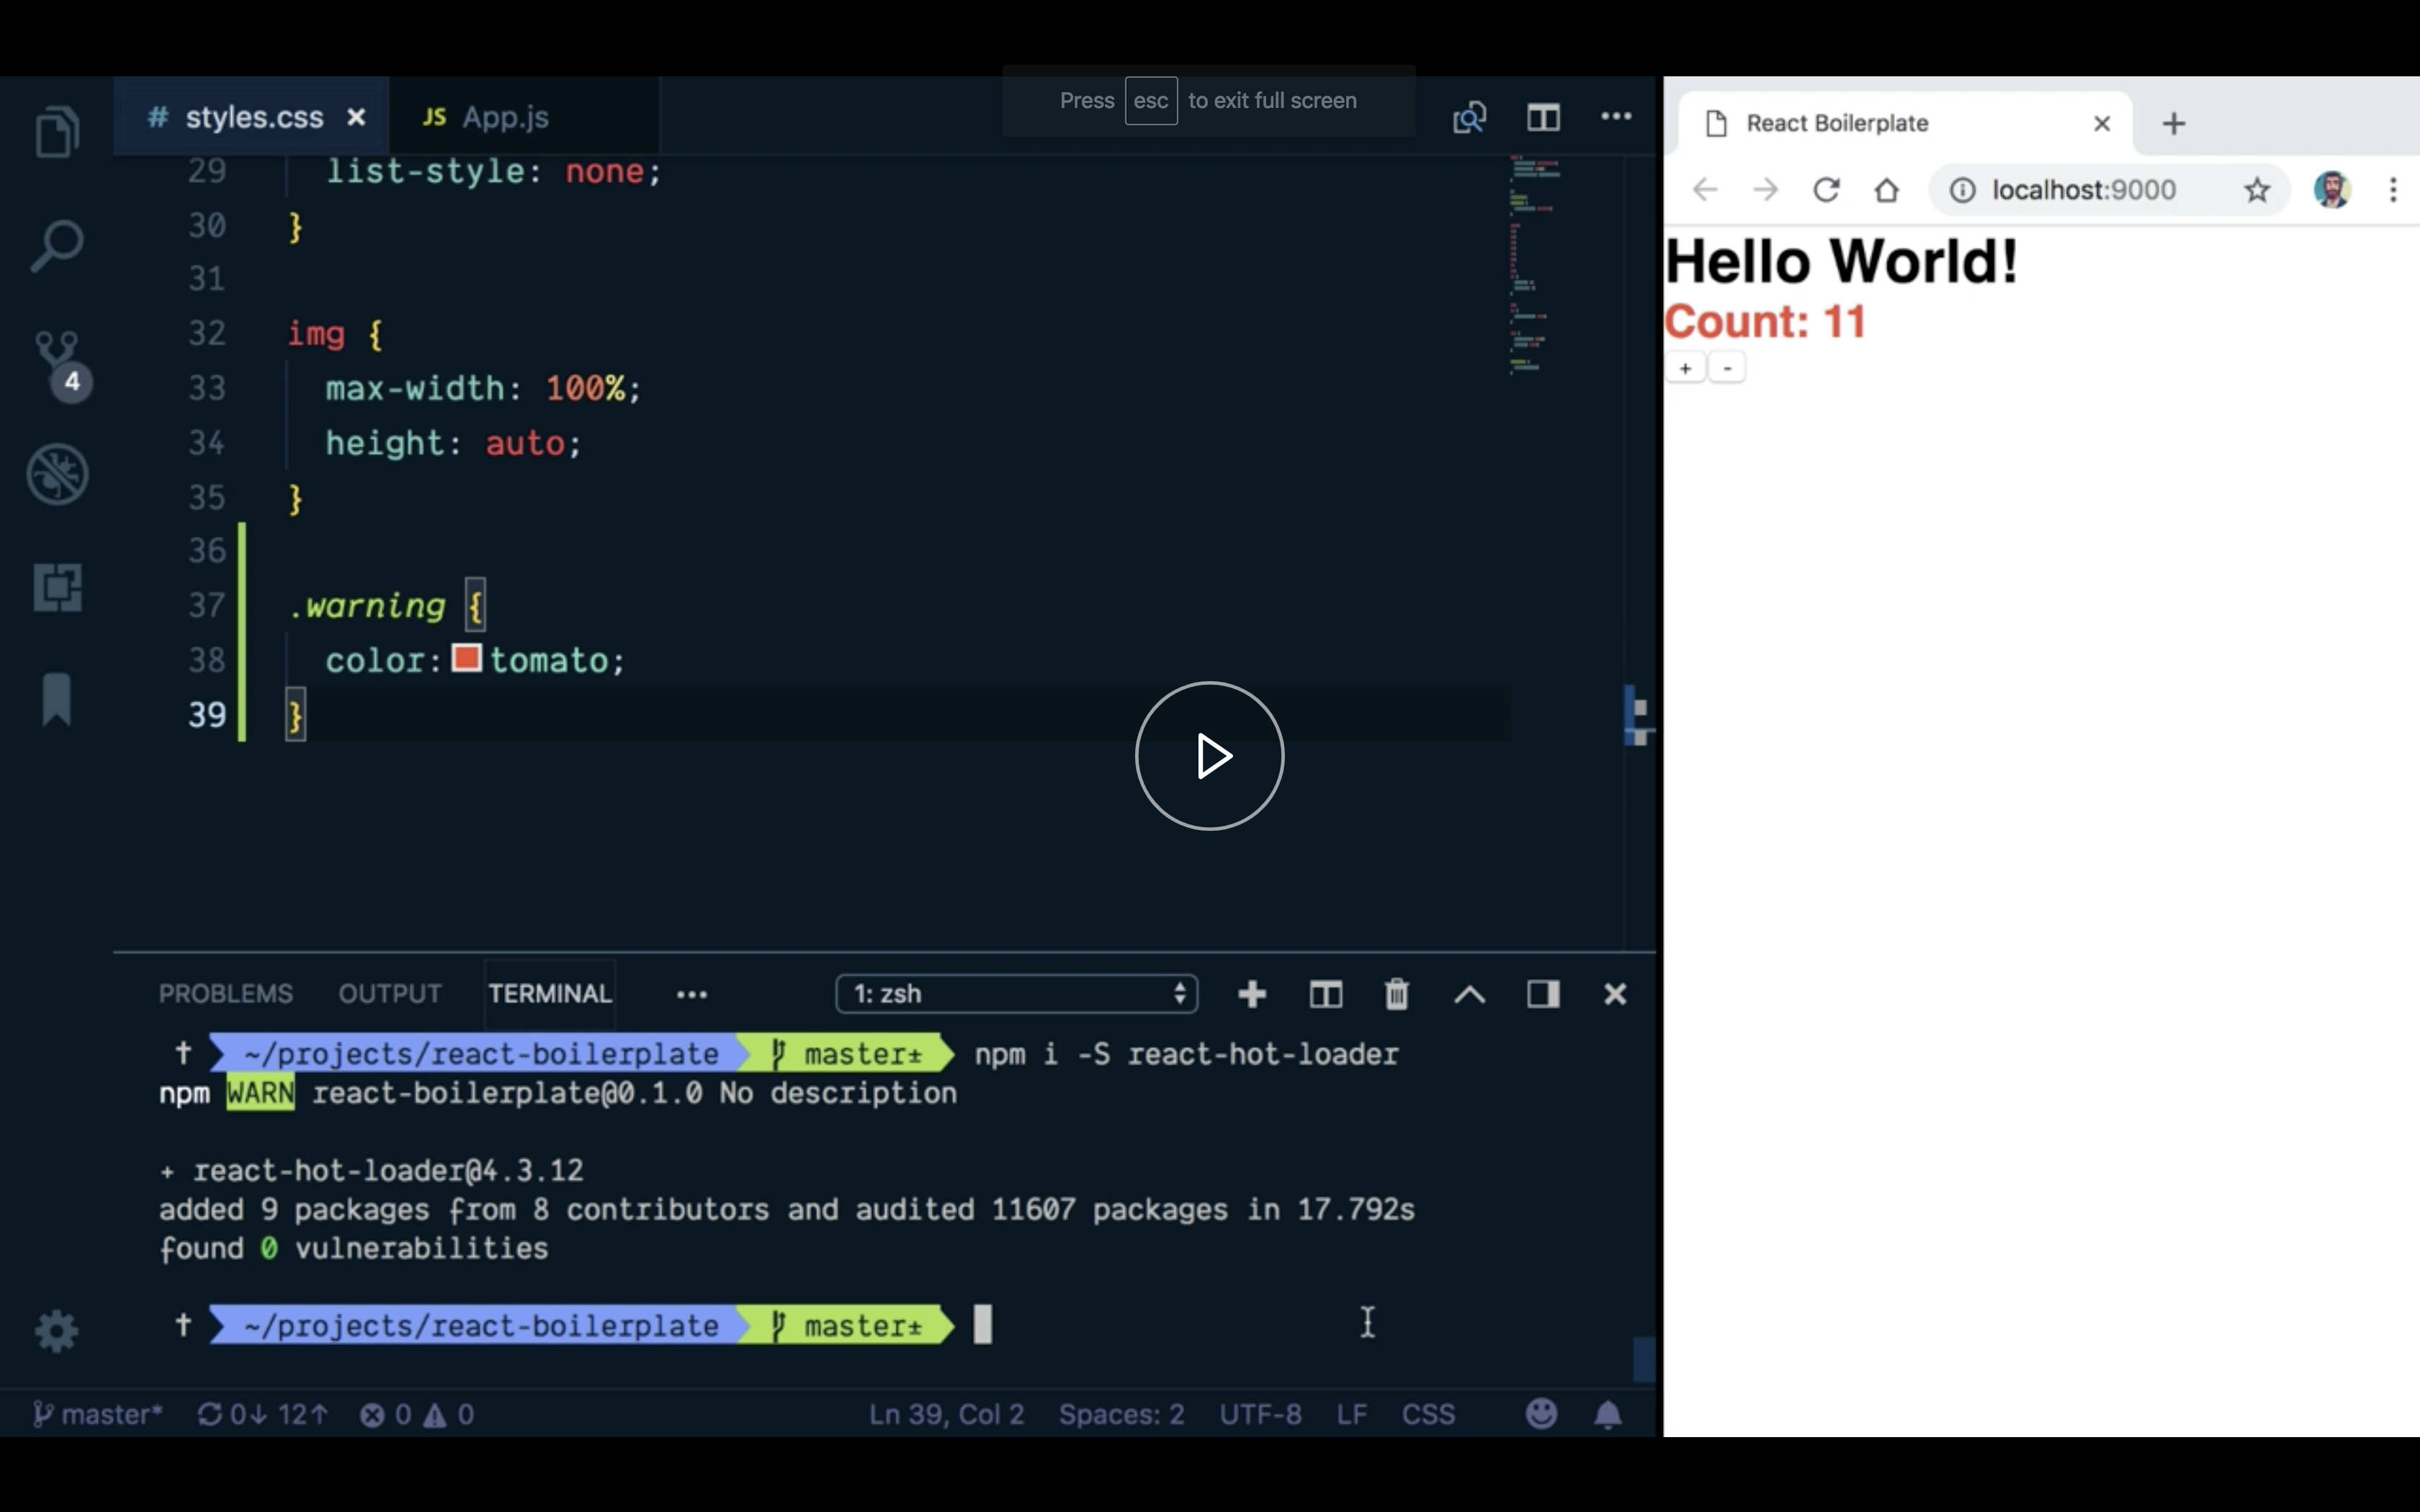 Press esc to exit full screen
# styles.css × JS App.js
29 list-style: none;
30 }
31
32 img {
33 max-width: 100%;
34 height: auto;
35 }
36
37 .warning {
38 color: tomato;
39 }
4
PROBLEMS OUTPUT TERMINAL ••• 1: zsh
† ~/projects/react-boilerplate master± npm i -S react-hot-loader
npm WARN react-boilerplate@0.1.0 No description
+ react-hot-loader@4.3.12
added 9 packages from 8 contributors and audited 11607 packages in 17.792s
found 0 vulnerabilities
† ~/projects/react-boilerplate master±
master* 0↓ 12↑ 0 0 Ln 39, Col 2 Spaces: 2 UTF-8 LF CSS
React Boilerplate
localhost:9000
Hello World!
Count: 11
+ -